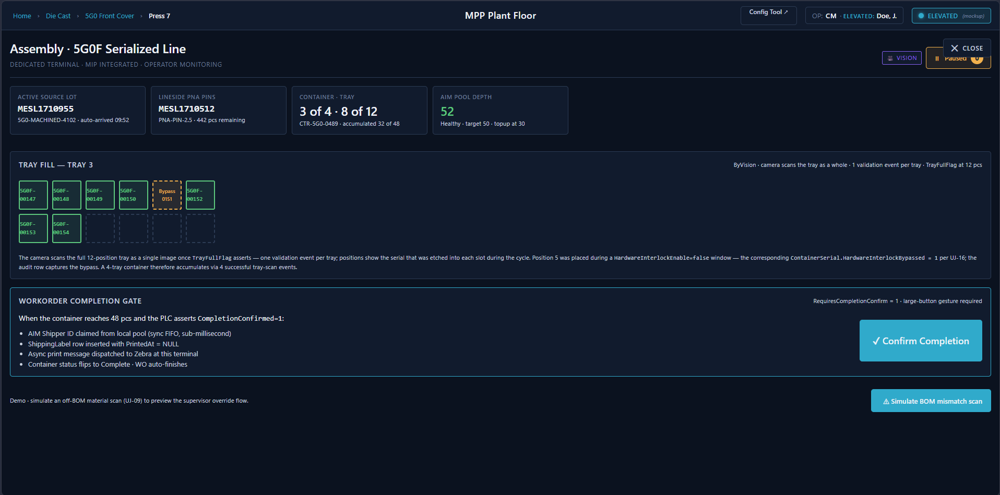 Home › Die Cast › 5G0 Front Cover › Press 7
MPP Plant Floor
Config Tool ↗
OP: CM · ELEVATED: Doe, J.
ELEVATED (mockup)
Assembly · 5G0F Serialized Line
DEDICATED TERMINAL · MIP INTEGRATED · OPERATOR MONITORING
VISION
Paused
✕ CLOSE
ACTIVE SOURCE LOT
MESL1710955
5G0-MACHINED-4102 · auto-arrived 09:52
LINESIDE PNA PINS
MESL1710512
PNA-PIN-2.5 · 442 pcs remaining
CONTAINER · TRAY
3 of 4 · 8 of 12
CTR-5G0-0489 · accumulated 32 of 48
AIM POOL DEPTH
52
Healthy · target 50 · topup at 30
TRAY FILL — TRAY 3
ByVision · camera scans the tray as a whole · 1 validation event per tray · TrayFullFlag at 12 pcs
5G0F-
00147
5G0F-
00148
5G0F-
00149
5G0F-
00150
Bypass
0151
5G0F-
00152
5G0F-
00153
5G0F-
00154
The camera scans the full 12-position tray as a single image once TrayFullFlag asserts — one validation event per tray; positions show the serial that was etched into each slot during the cycle. Position 5 was placed during a HardwareInterlockEnable=false window — the corresponding ContainerSerial.HardwareInterlockBypassed = 1 per UJ-16; the
audit row captures the bypass. A 4-tray container therefore accumulates via 4 successful tray-scan events.
WORKORDER COMPLETION GATE
RequiresCompletionConfirm = 1 · large-button gesture required
When the container reaches 48 pcs and the PLC asserts CompletionConfirmed=1:
• AIM Shipper ID claimed from local pool (sync FIFO, sub-millisecond)
• ShippingLabel row inserted with PrintedAt = NULL
• Async print message dispatched to Zebra at this terminal
• Container status flips to Complete · WO auto-finishes
✓ Confirm Completion
Demo · simulate an off-BOM material scan (UJ-09) to preview the supervisor override flow.
⚠ Simulate BOM mismatch scan